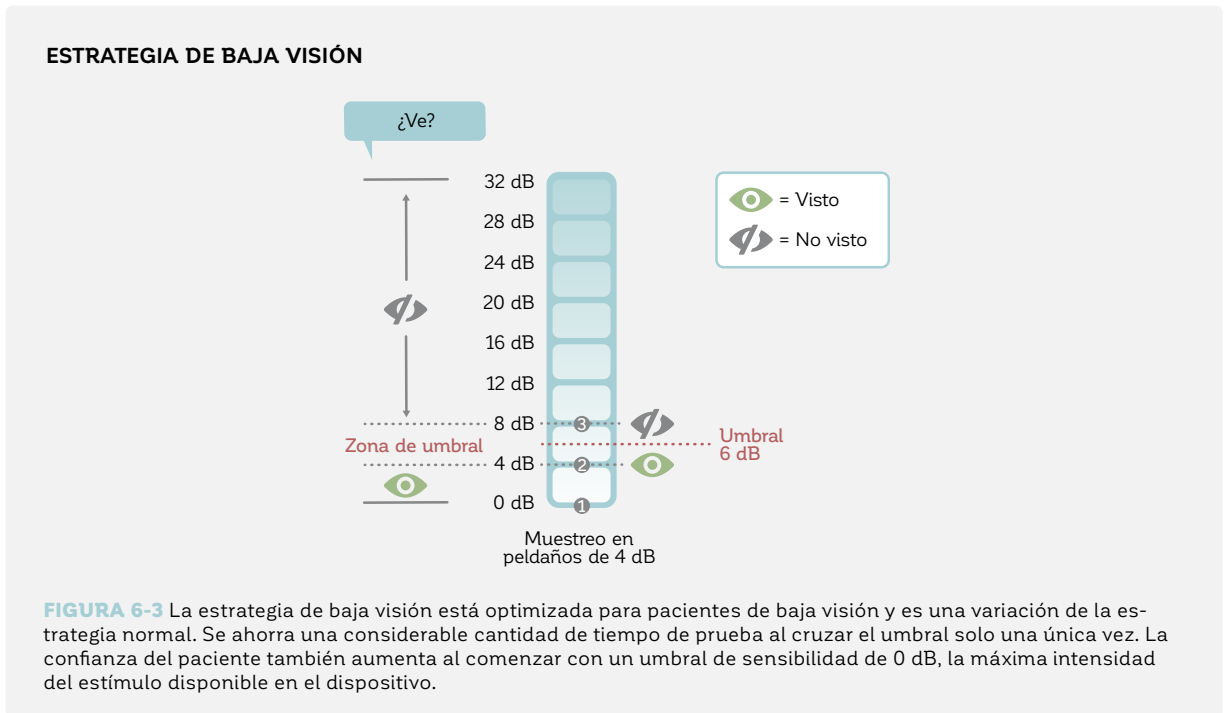 ESTRATEGIA DE BAJA VISIÓN
¿Ve?
32 dB
28 dB
24 dB
20 dB
16 dB
12 dB
8 dB
4 dB
0 dB
Zona de umbral
3
2
1
= Visto
= No visto
Umbral
6 dB
Muestreo en
peldaños de 4 dB
FIGURA 6-3 La estrategia de baja visión está optimizada para pacientes de baja visión y es una variación de la es-
trategia normal. Se ahorra una considerable cantidad de tiempo de prueba al cruzar el umbral solo una única vez. La
confianza del paciente también aumenta al comenzar con un umbral de sensibilidad de 0 dB, la máxima intensidad
del estímulo disponible en el dispositivo.